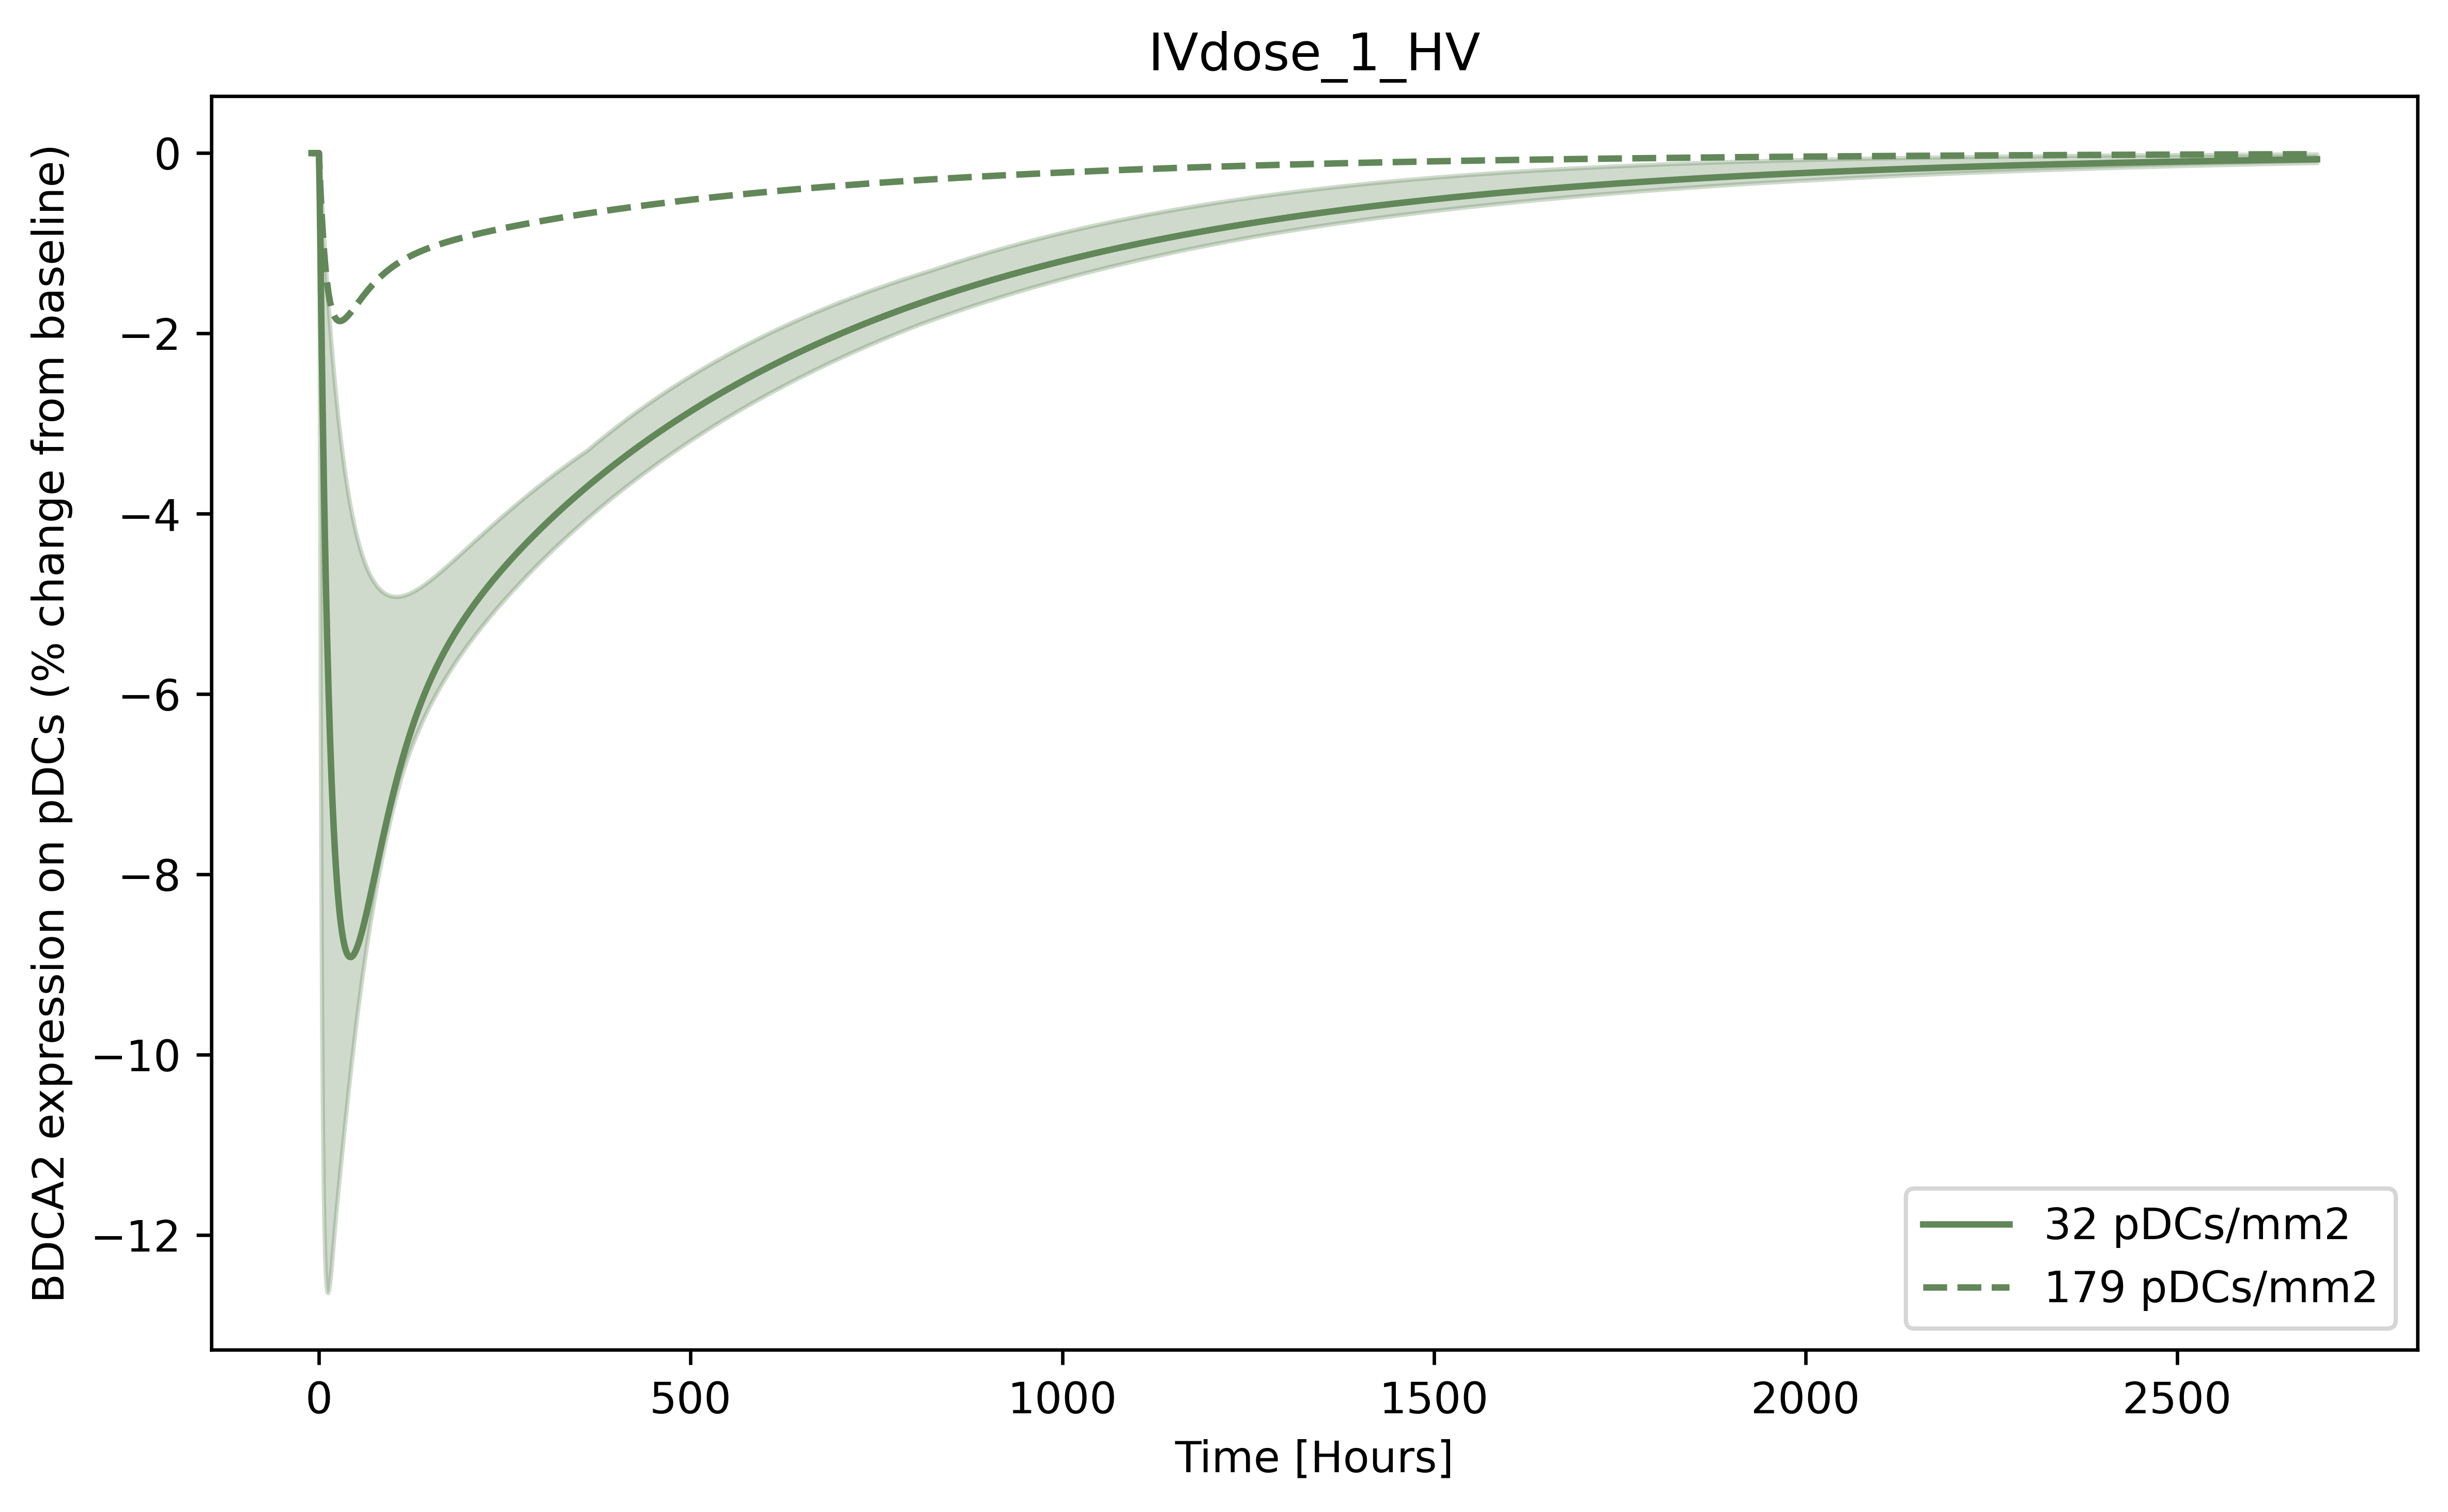 IVdose_1_HV
BDCA2 expression on pDCs (% change from baseline)
0
−2
−4
−6
−8
−10
−12
0
500
1000
1500
2000
2500
Time [Hours]
32 pDCs/mm2
179 pDCs/mm2